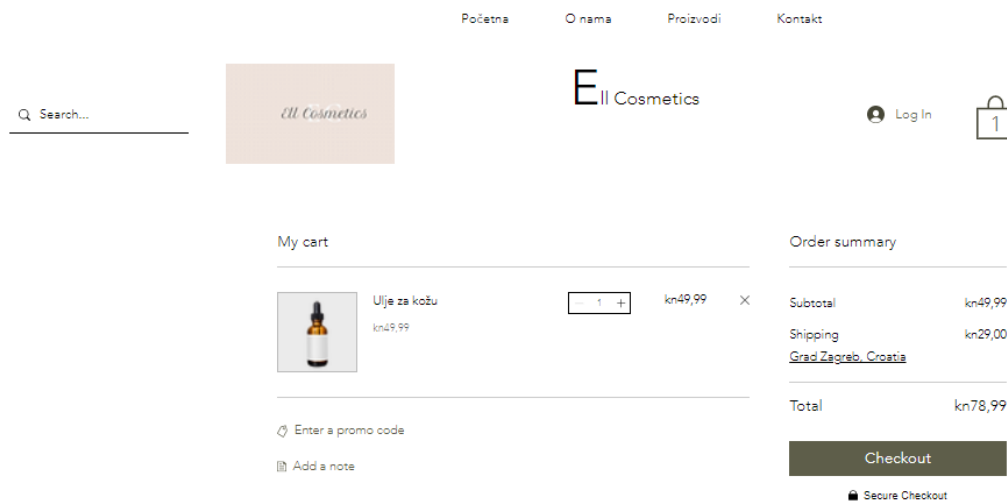 Početna O nama Proizvodi Kontakt
Search...
Ell Cosmetics
Ell Cosmetics
Log In
1
My cart
Ulje za kožu
kn49,99
1
kn49,99
Enter a promo code
Add a note
Order summary
Subtotal kn49,99
Shipping kn29,00
Grad Zagreb, Croatia
Total kn78,99
Checkout
Secure Checkout